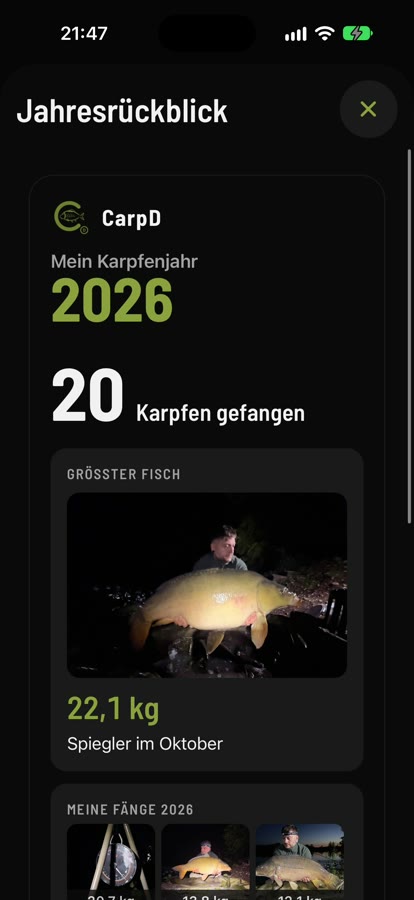 21:47
Jahresrückblick
CarpD
Mein Karpfenjahr
2026
20 Karpfen gefangen
GRÖSSTER FISCH
22,1 kg
Spiegler im Oktober
MEINE FÄNGE 2026